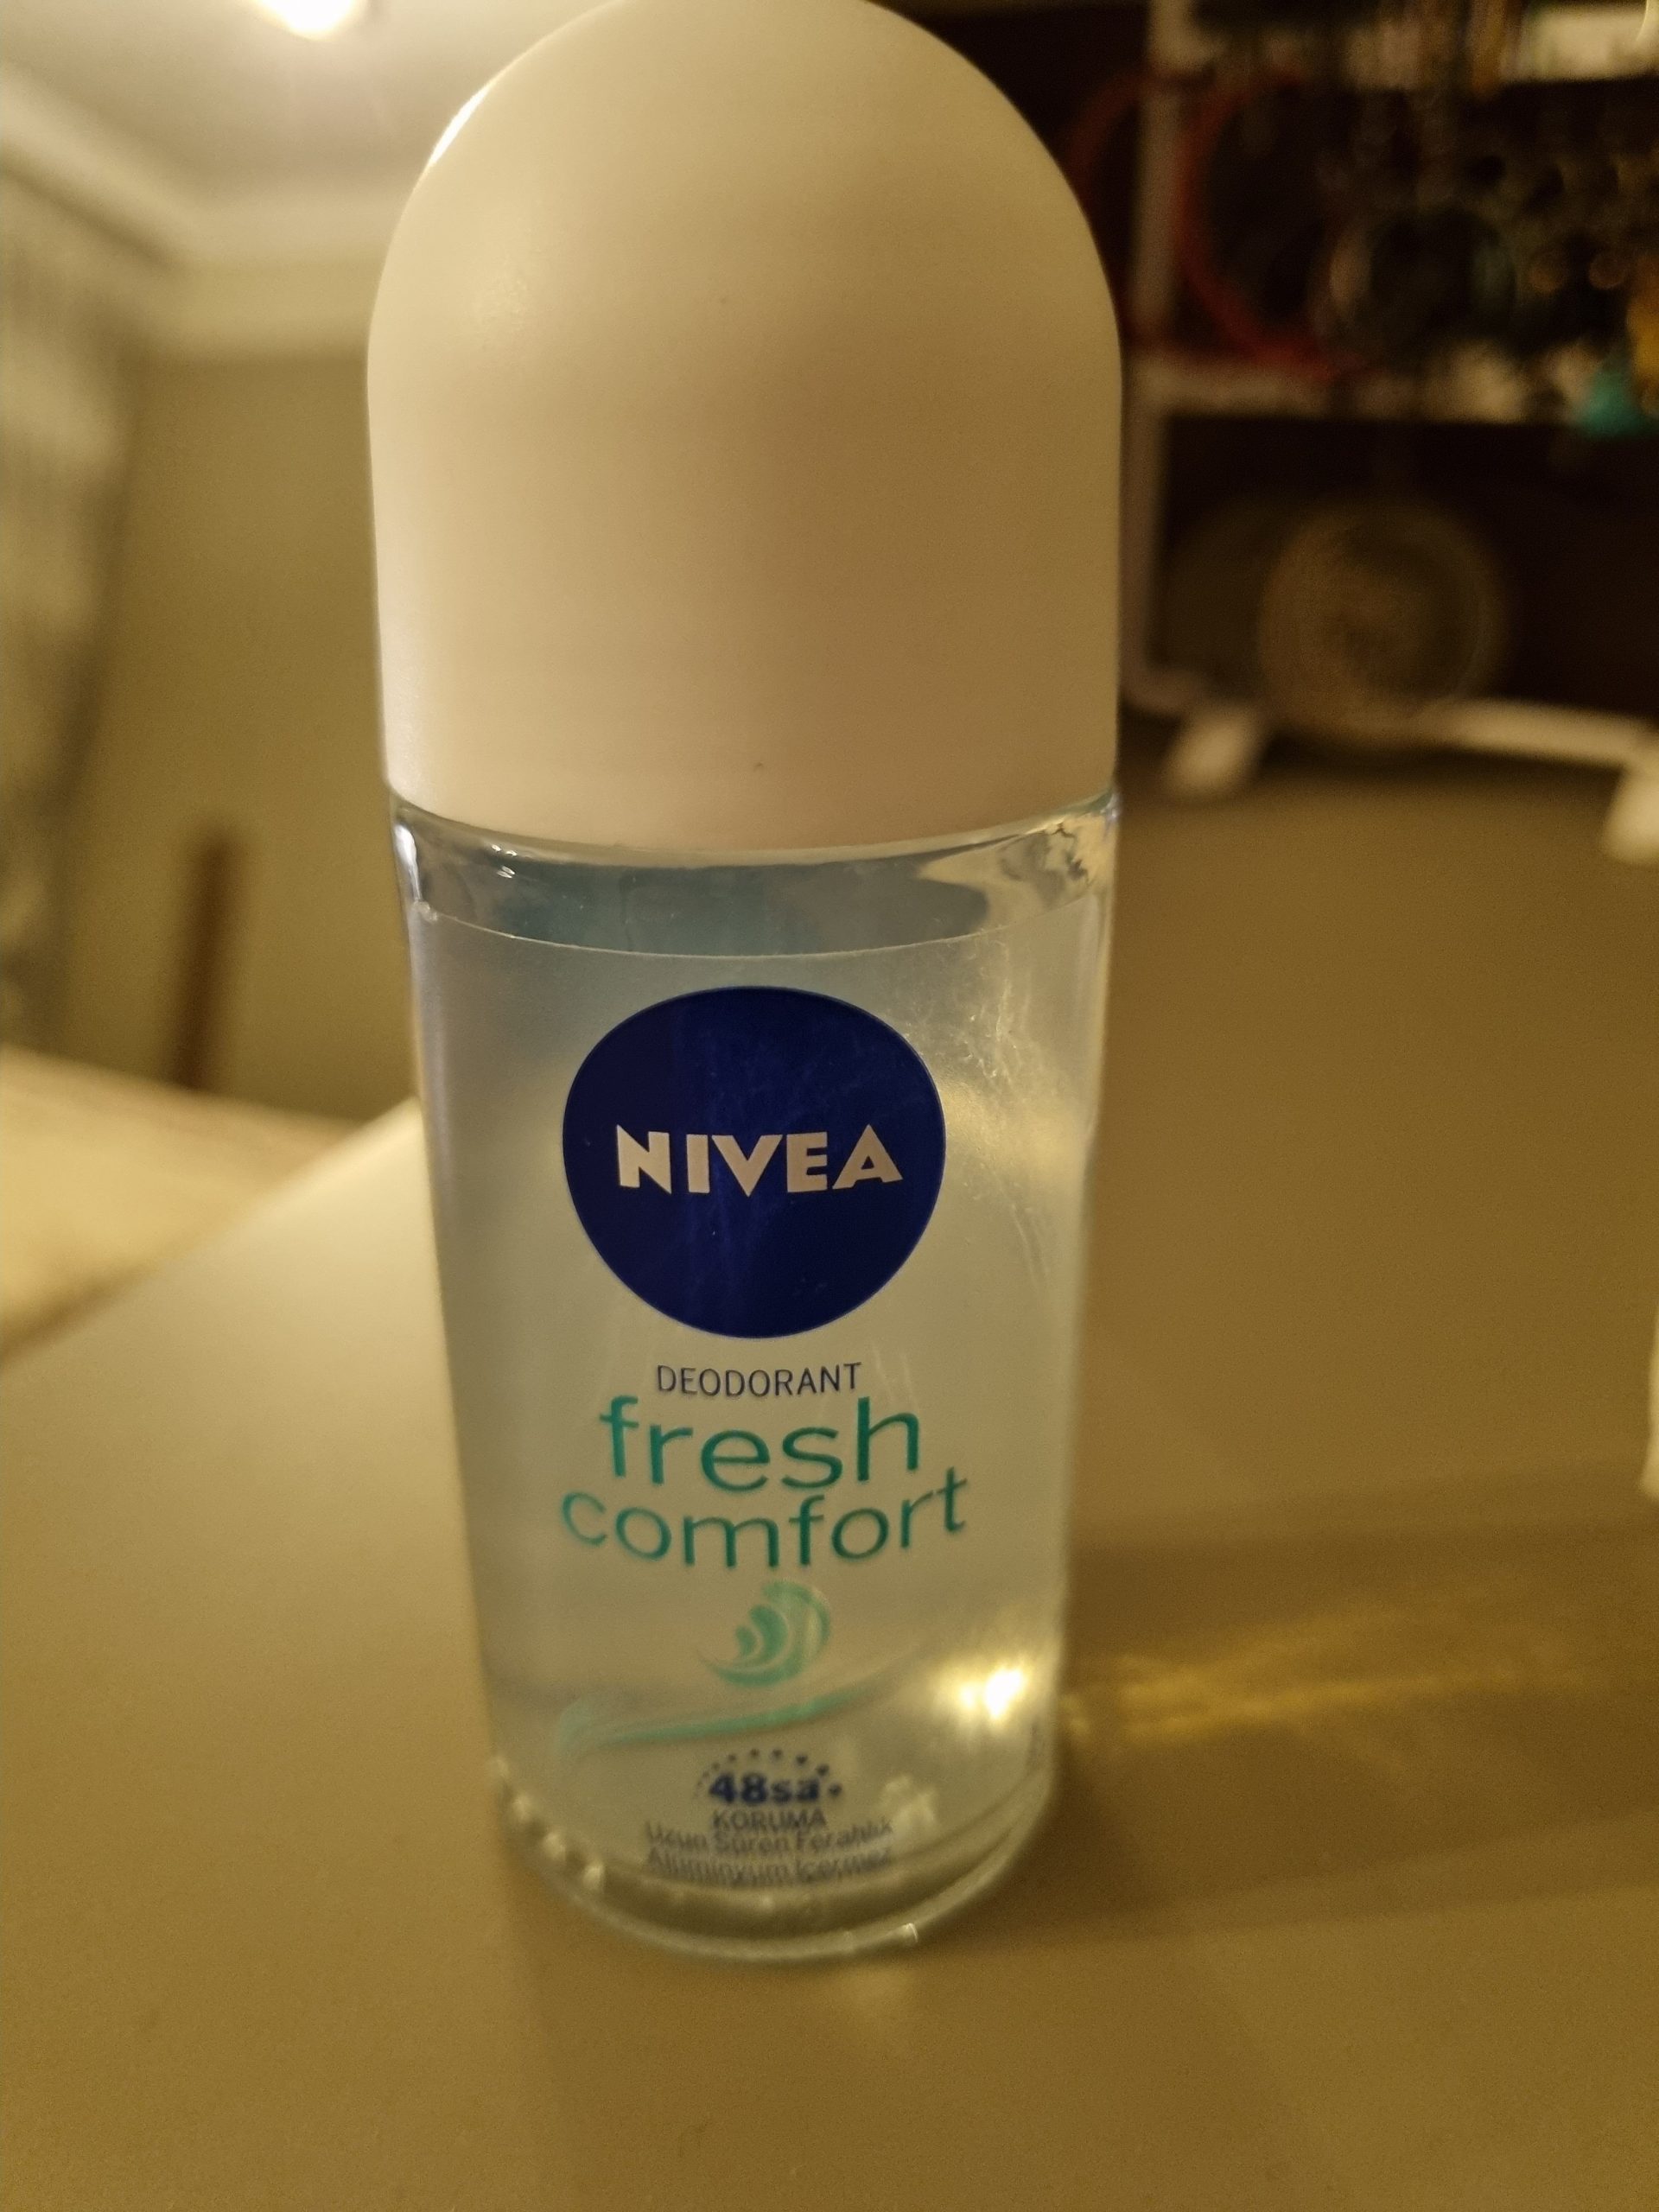 NIVEA
DEODORANT
fresh
comfort
48sa
KORUMA
Uzun Süren Ferahlık
Alüminyum İçermez